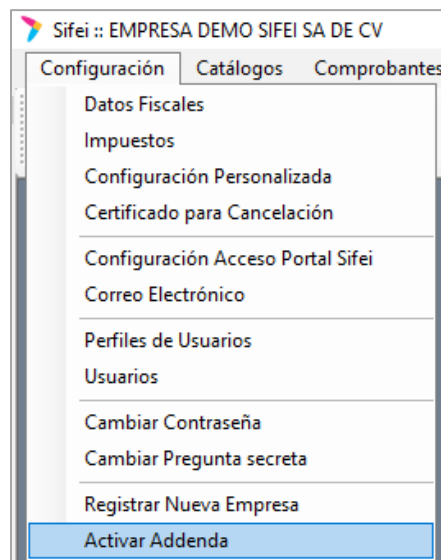 Sifei :: EMPRESA DEMO SIFEI SA DE CV
Configuración Catálogos Comprobantes
Datos Fiscales
Impuestos
Configuración Personalizada
Certificado para Cancelación
Configuración Acceso Portal Sifei
Correo Electrónico
Perfiles de Usuarios
Usuarios
Cambiar Contraseña
Cambiar Pregunta secreta
Registrar Nueva Empresa
Activar Addenda